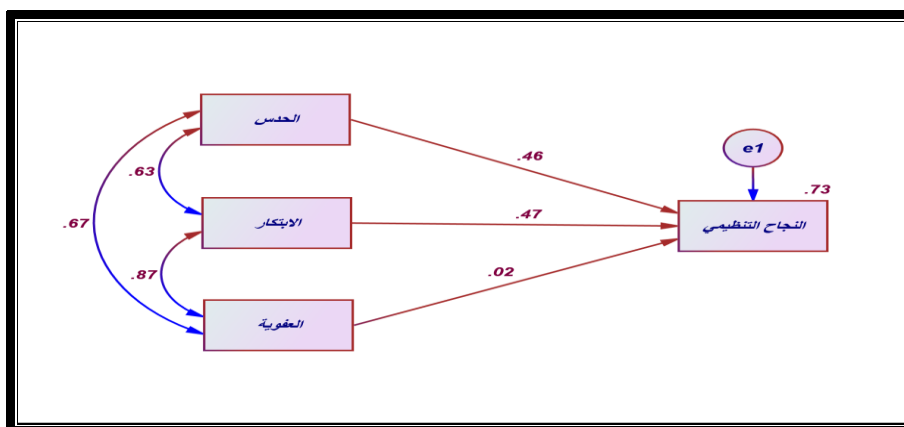 الحدس
e1
.46
.73
.63
الابتكار
.47
النجاح التنظيمي
.67
.87
.02
العفوية